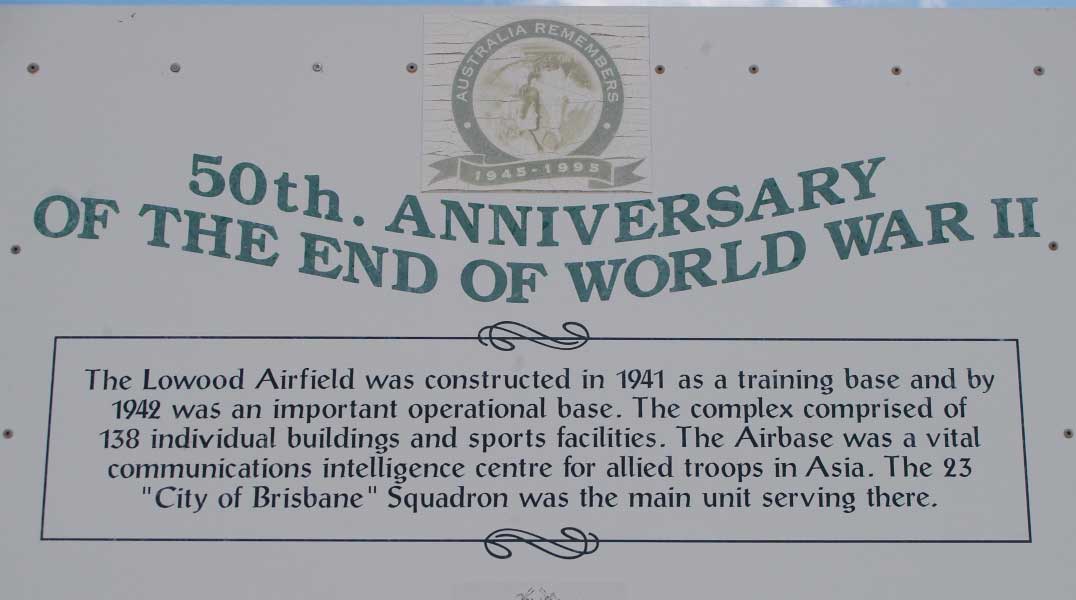 AUSTRALIA REMEMBERS
1945-1995
50th. ANNIVERSARY
OF THE END OF WORLD WAR II
The Lowood Airfield was constructed in 1941 as a training base and by
1942 was an important operational base. The complex comprised of
138 individual buildings and sports facilities. The Airbase was a vital
communications intelligence centre for allied troops in Asia. The 23
"City of Brisbane" Squadron was the main unit serving there.